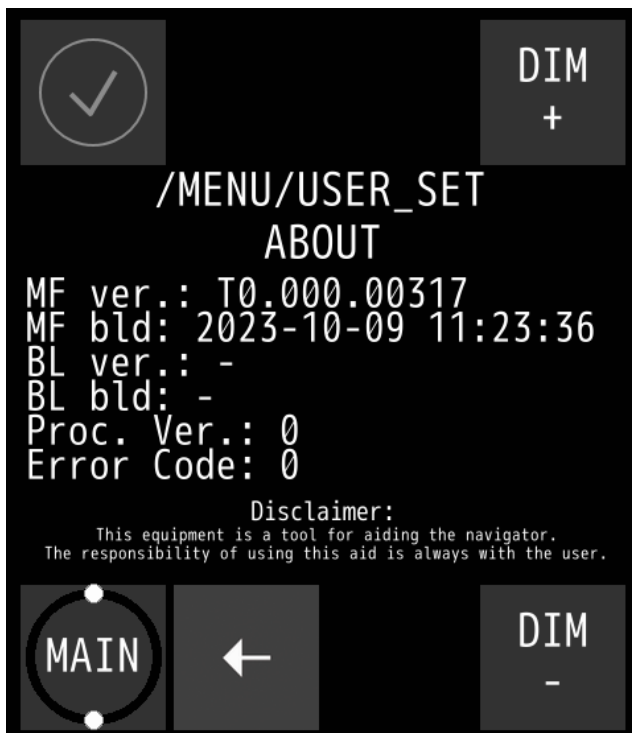 DIM
+
/MENU/USER_SET
ABOUT
MF ver.: T0.000.00317
MF bld: 2023-10-09 11:23:36
BL ver.: -
BL bld: -
Proc. Ver.: 0
Error Code: 0
Disclaimer:
This equipment is a tool for aiding the navigator.
The responsibility of using this aid is always with the user.
MAIN
←
DIM
-